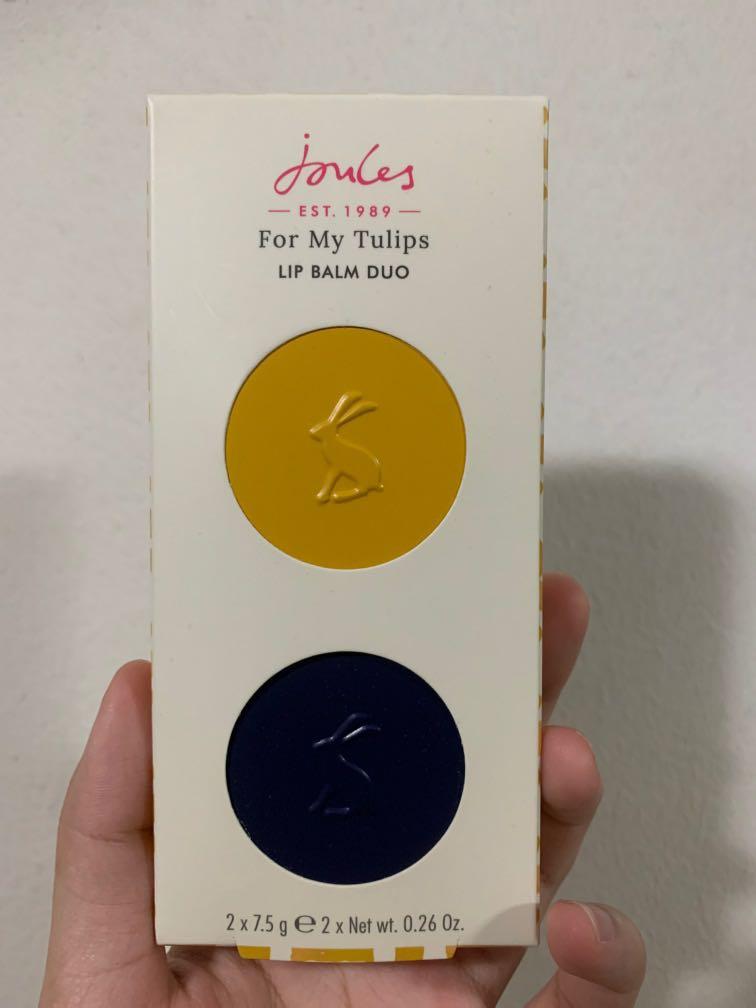 joules
— EST. 1989 —
For My Tulips
LIP BALM DUO
2 x 7.5 g ℮ 2 x Net wt. 0.26 Oz.